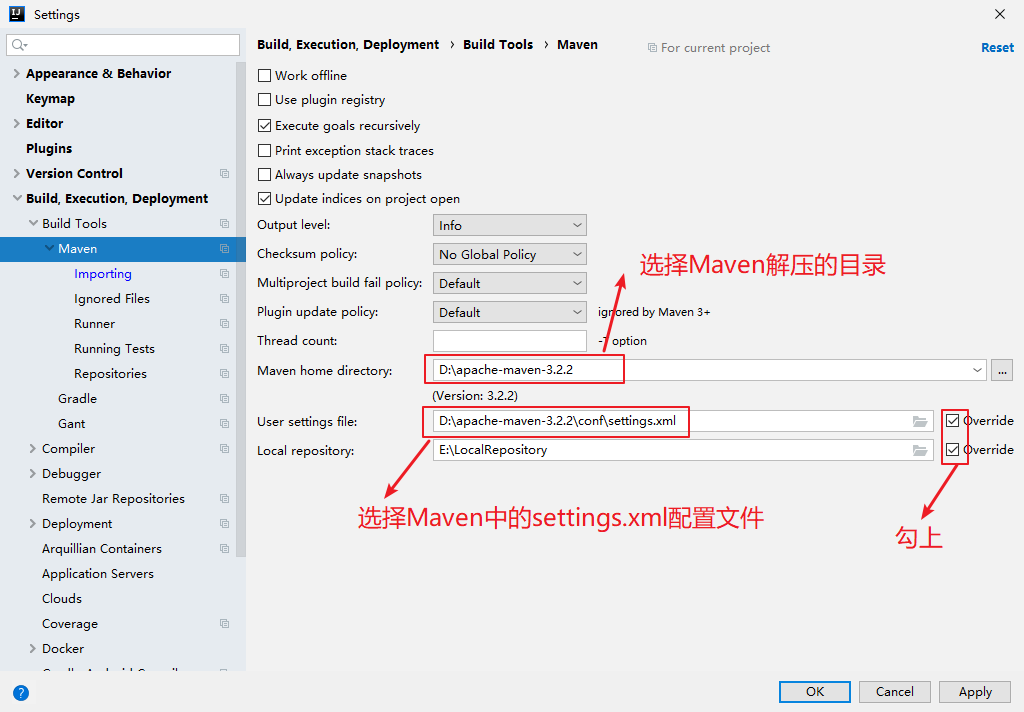 Settings
Build, Execution, Deployment › Build Tools › Maven
For current project
Reset
Appearance & Behavior
Keymap
Editor
Plugins
Version Control
Build, Execution, Deployment
Build Tools
Maven
Importing
Ignored Files
Runner
Running Tests
Repositories
Gradle
Gant
Compiler
Debugger
Remote Jar Repositories
Deployment
Arquillian Containers
Application Servers
Clouds
Coverage
Docker
Work offline
Use plugin registry
Execute goals recursively
Print exception stack traces
Always update snapshots
Update indices on project open
Output level: Info
Checksum policy: No Global Policy
选择Maven解压的目录
Multiproject build fail policy: Default
Plugin update policy: Default ignored by Maven 3+
Thread count: -T option
Maven home directory: D:\apache-maven-3.2.2 ...
(Version: 3.2.2)
User settings file: D:\apache-maven-3.2.2\conf\settings.xml Override
Local repository: E:\LocalRepository Override
选择Maven中的settings.xml配置文件
勾上
?
OK Cancel Apply